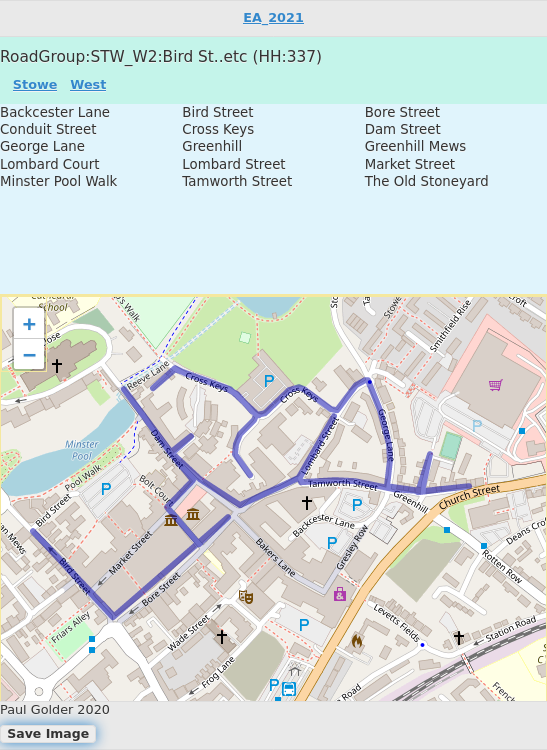 EA_2021
RoadGroup:STW_W2:Bird St..etc (HH:337)
Stowe West
Backcester Lane Bird Street Bore Street
Conduit Street Cross Keys Dam Street
George Lane Greenhill Greenhill Mews
Lombard Court Lombard Street Market Street
Minster Pool Walk Tamworth Street The Old Stoneyard
School
Walk
Smithfield Rise
+
−
Reeve Lane
Cross Keys
P
Cross Keys
George Lane
P
Lombard Street
Dam Street
Minster
Pool
Pool Walk
P
Bolt Court
Tamworth Street
Greenhill
Church Street
Bird Street
P
Backcester Lane
Gresley Row
P
Market Street
Bakers Lane
Rotten Row
Bird Street
Bore Street
Friars Alley
Wade Street
P
Levetts Fields
Station Road
Frog Lane
P
Road
Paul Golder 2020
Save Image